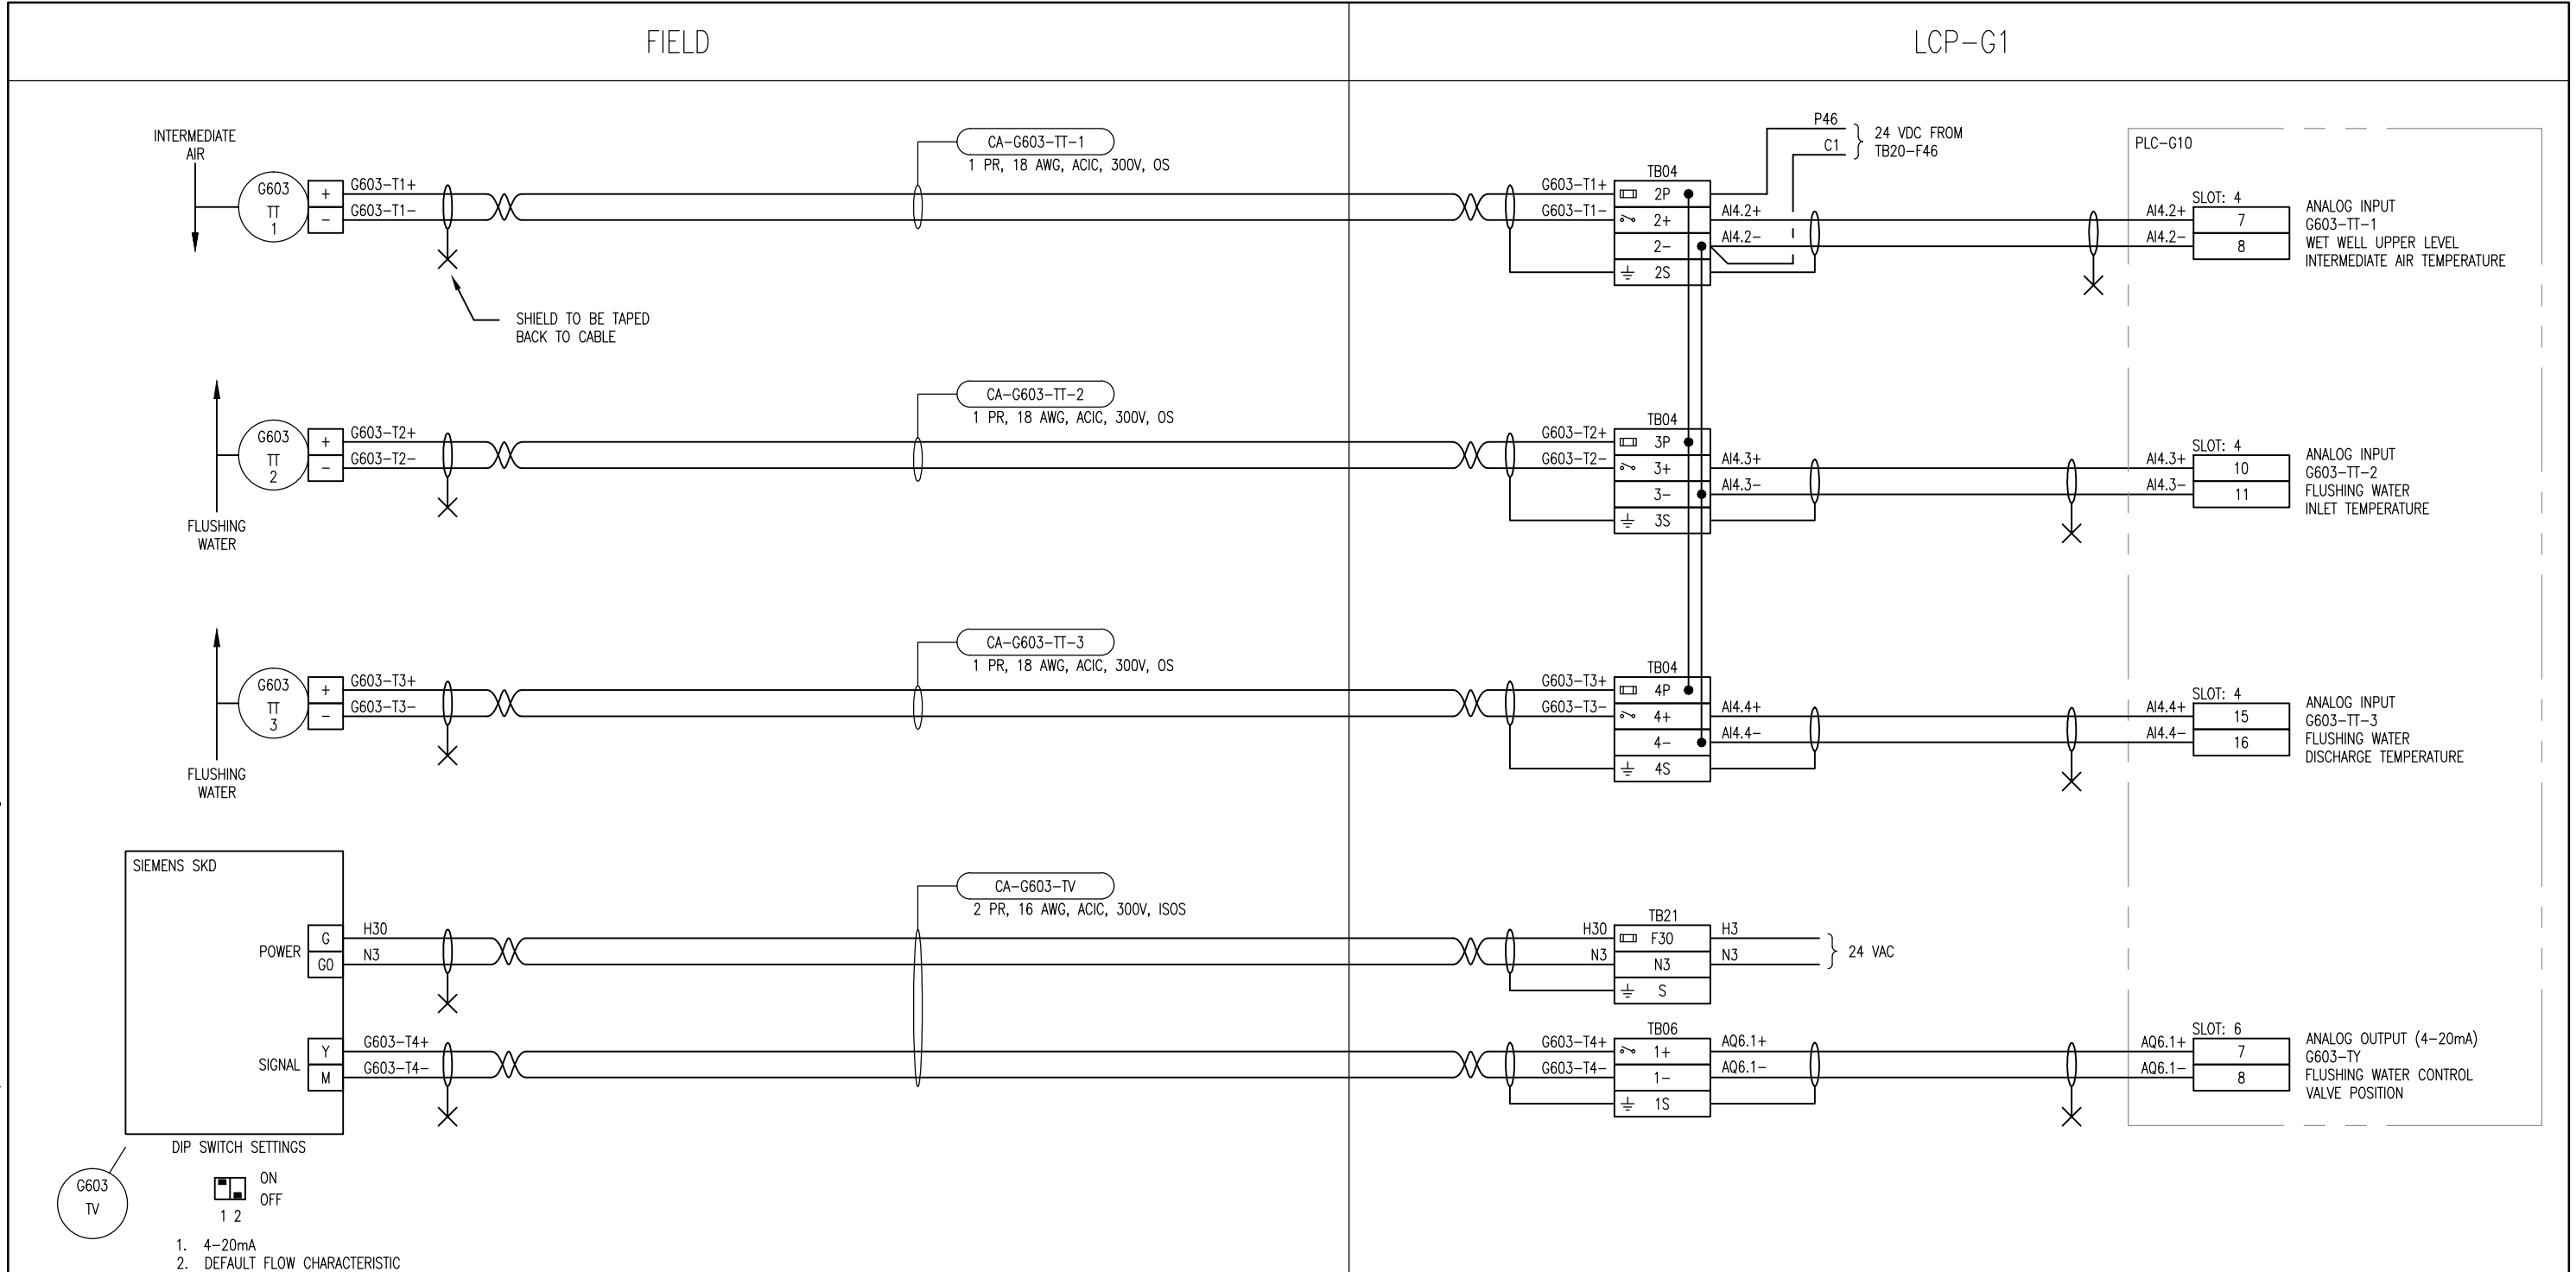 FIELD
LCP-G1
INTERMEDIATE
AIR
G603
TT
1
+
-
G603-T1+
G603-T1-
SHIELD TO BE TAPED
BACK TO CABLE
CA-G603-TT-1
1 PR, 18 AWG, ACIC, 300V, OS
G603-T1+
G603-T1-
TB04
2P
2+
2-
2S
P46
C1
24 VDC FROM
TB20-F46
AI4.2+
AI4.2-
PLC-G10
AI4.2+
AI4.2-
SLOT: 4
7
8
ANALOG INPUT
G603-TT-1
WET WELL UPPER LEVEL
INTERMEDIATE AIR TEMPERATURE
G603
TT
2
+
-
G603-T2+
G603-T2-
FLUSHING
WATER
CA-G603-TT-2
1 PR, 18 AWG, ACIC, 300V, OS
G603-T2+
G603-T2-
TB04
3P
3+
3-
3S
AI4.3+
AI4.3-
AI4.3+
AI4.3-
SLOT: 4
10
11
ANALOG INPUT
G603-TT-2
FLUSHING WATER
INLET TEMPERATURE
G603
TT
3
+
-
G603-T3+
G603-T3-
FLUSHING
WATER
CA-G603-TT-3
1 PR, 18 AWG, ACIC, 300V, OS
G603-T3+
G603-T3-
TB04
4P
4+
4-
4S
AI4.4+
AI4.4-
AI4.4+
AI4.4-
SLOT: 4
15
16
ANALOG INPUT
G603-TT-3
FLUSHING WATER
DISCHARGE TEMPERATURE
SIEMENS SKD
POWER
G
G0
H30
N3
CA-G603-TV
2 PR, 16 AWG, ACIC, 300V, ISOS
H30
N3
TB21
F30
N3
S
H3
N3
24 VAC
SIGNAL
Y
M
G603-T4+
G603-T4-
G603-T4+
G603-T4-
TB06
1+
1-
1S
AQ6.1+
AQ6.1-
AQ6.1+
AQ6.1-
SLOT: 6
7
8
ANALOG OUTPUT (4-20mA)
G603-TY
FLUSHING WATER CONTROL
VALVE POSITION
DIP SWITCH SETTINGS
G603
TV
ON
OFF
1 2
1. 4-20mA
2. DEFAULT FLOW CHARACTERISTIC